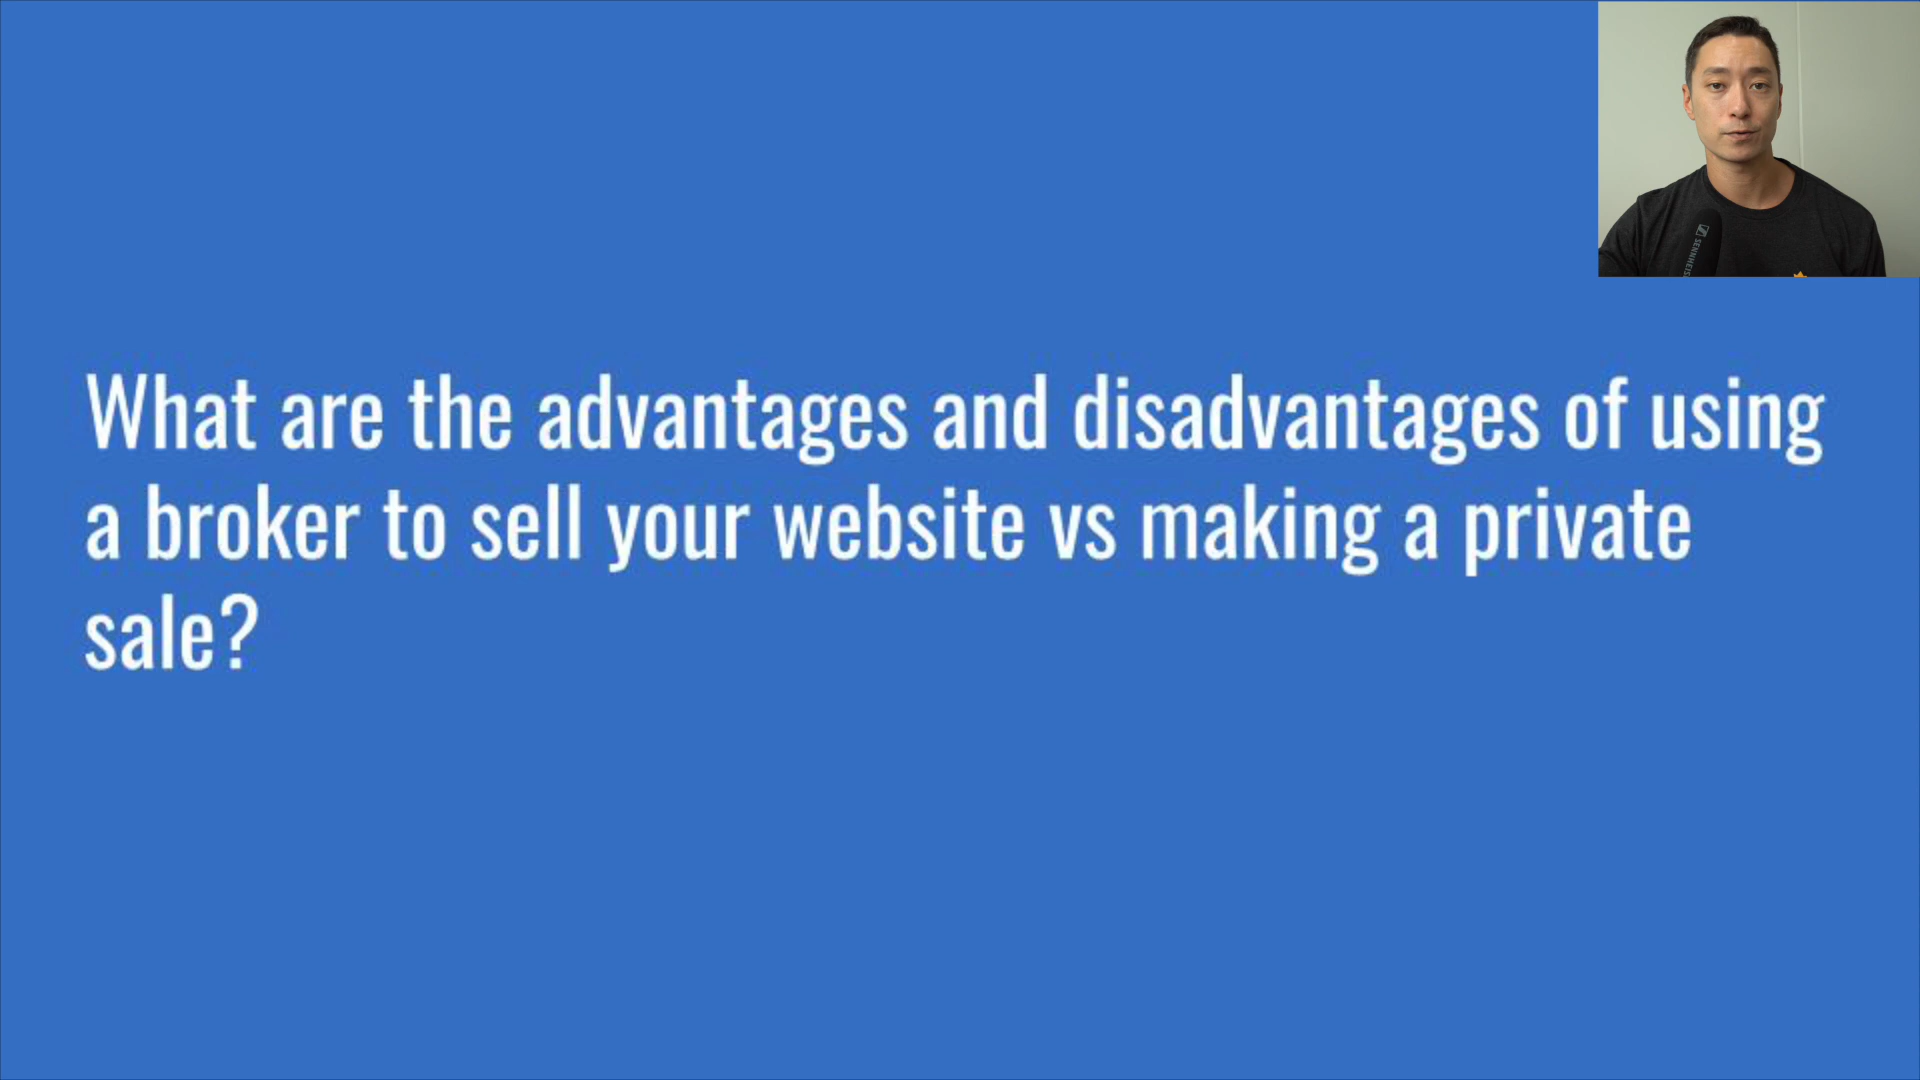 What are the advantages and disadvantages of using
a broker to sell your website vs making a private
sale?